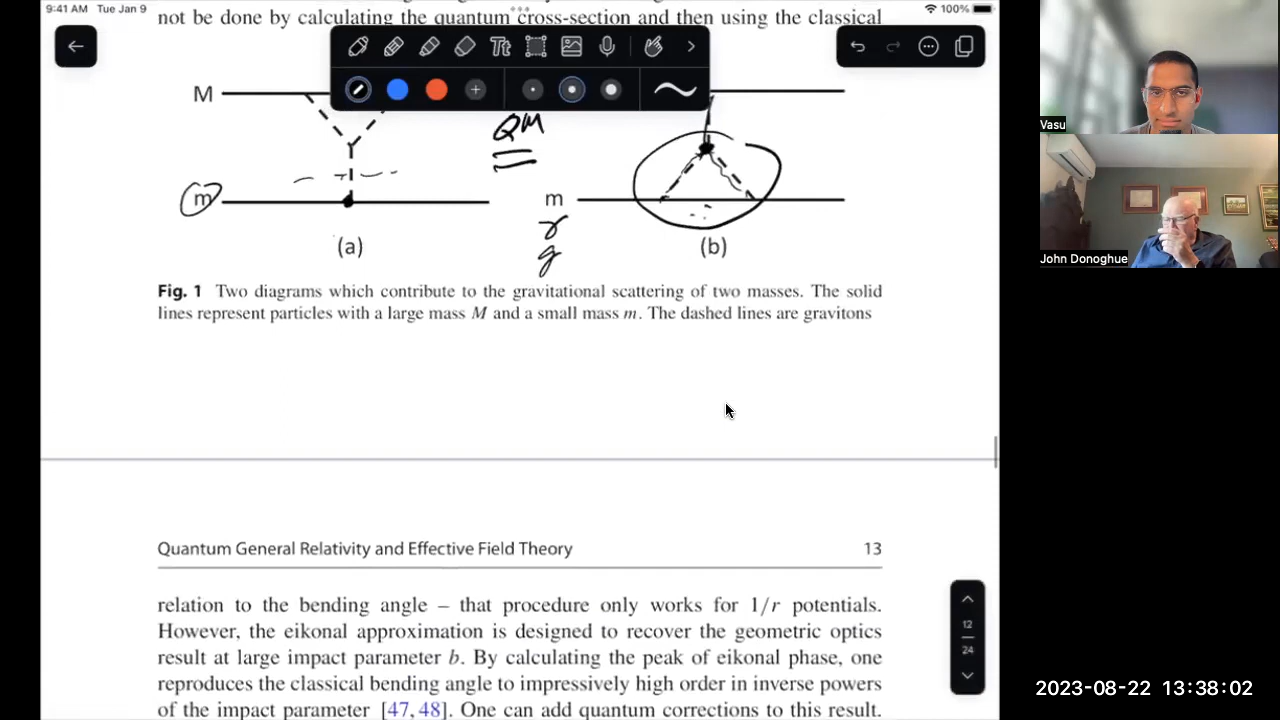 9:41 AM Tue Jan 9
100%
not be done by calculating the quantum cross-section and then using the classical
Tt
M
QM
m
m
γ
g
(a)
(b)
Fig. 1 Two diagrams which contribute to the gravitational scattering of two masses. The solid
lines represent particles with a large mass M and a small mass m. The dashed lines are gravitons
Quantum General Relativity and Effective Field Theory
13
relation to the bending angle – that procedure only works for 1/r potentials.
However, the eikonal approximation is designed to recover the geometric optics
result at large impact parameter b. By calculating the peak of eikonal phase, one
reproduces the classical bending angle to impressively high order in inverse powers
of the impact parameter [47, 48]. One can add quantum corrections to this result.
12
24
Vasu
John Donoghue
2023-08-22 13:38:02